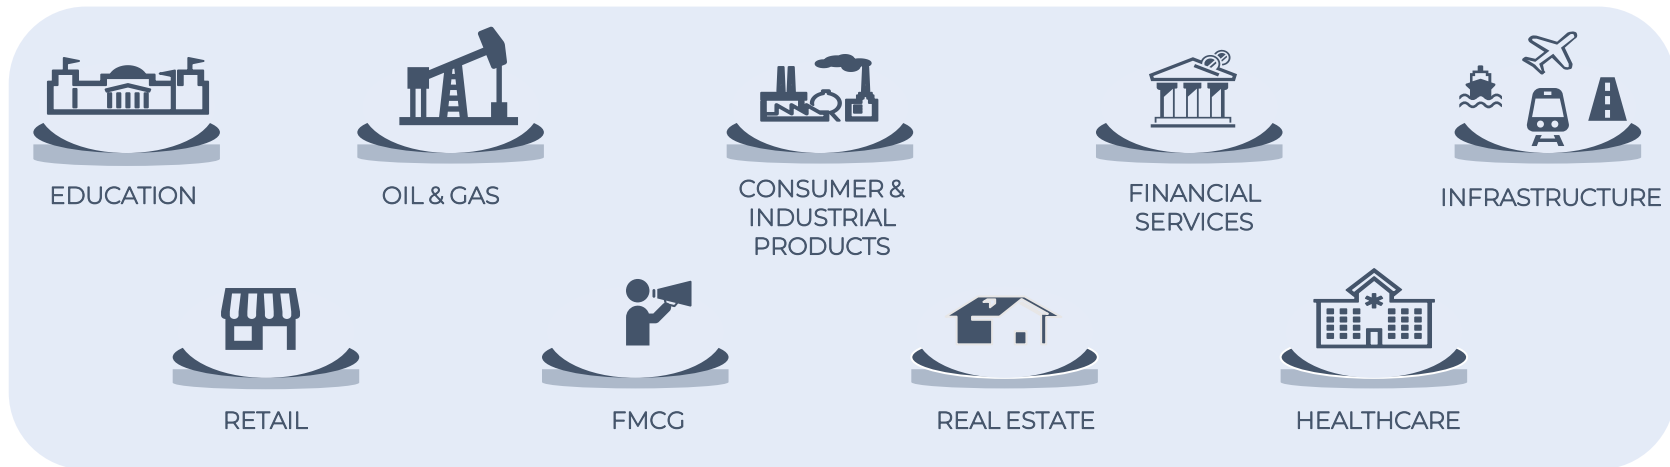 EDUCATION
OIL & GAS
CONSUMER &
INDUSTRIAL
PRODUCTS
FINANCIAL
SERVICES
INFRASTRUCTURE
RETAIL
FMCG
REAL ESTATE
HEALTHCARE